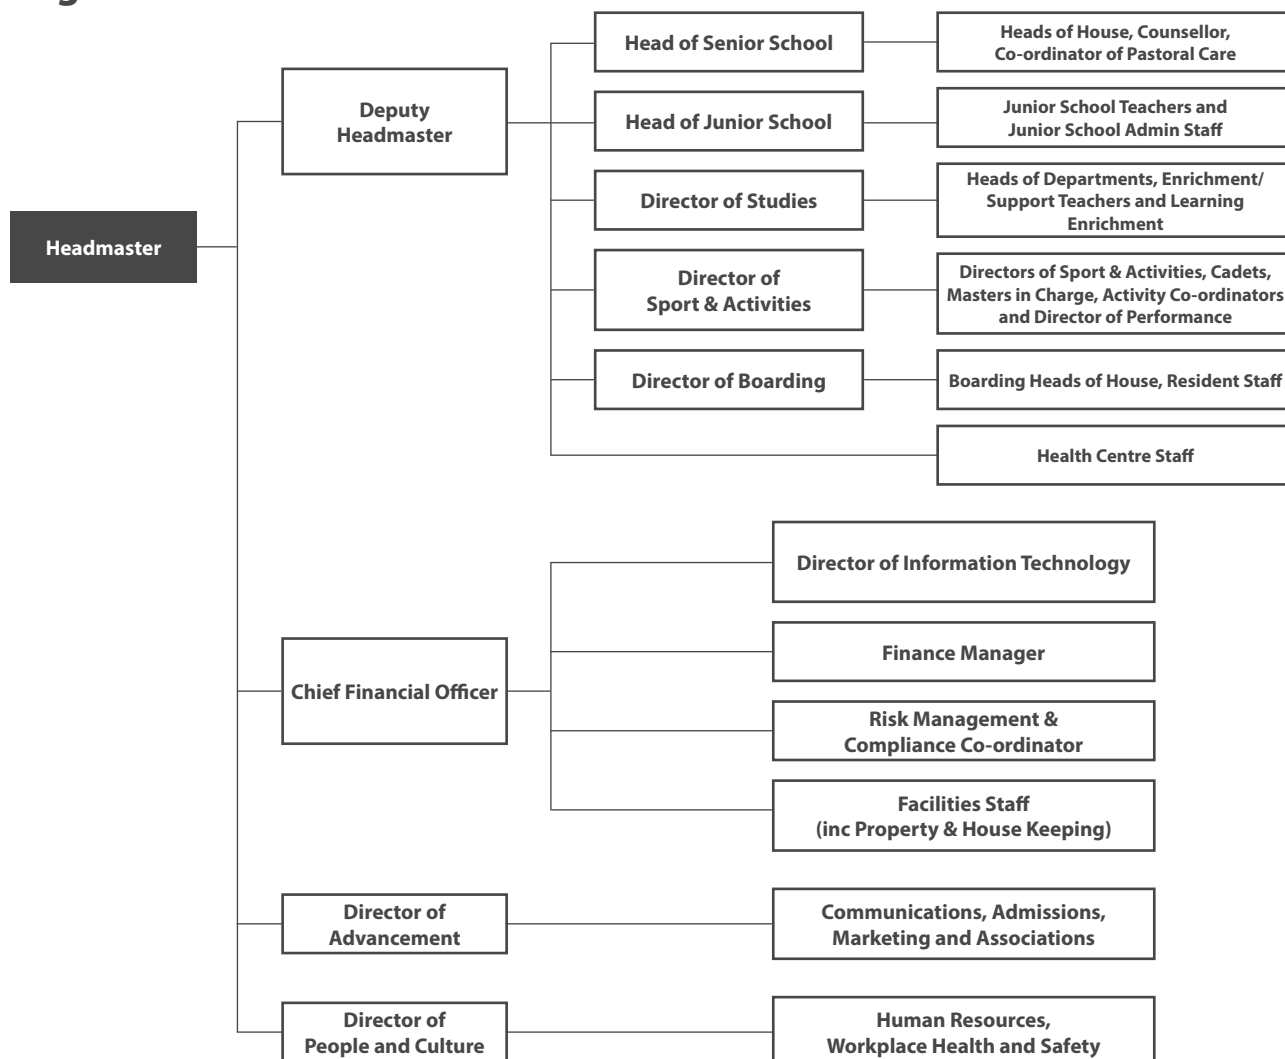 Headmaster
Deputy
Headmaster
Head of Senior School
Heads of House, Counsellor,
Co-ordinator of Pastoral Care
Head of Junior School
Junior School Teachers and
Junior School Admin Staff
Director of Studies
Heads of Departments, Enrichment/
Support Teachers and Learning
Enrichment
Director of
Sport & Activities
Directors of Sport & Activities, Cadets,
Masters in Charge, Activity Co-ordinators
and Director of Performance
Director of Boarding
Boarding Heads of House, Resident Staff
Health Centre Staff
Chief Financial Officer
Director of Information Technology
Finance Manager
Risk Management &
Compliance Co-ordinator
Facilities Staff
(inc Property & House Keeping)
Director of
Advancement
Communications, Admissions,
Marketing and Associations
Director of
People and Culture
Human Resources,
Workplace Health and Safety